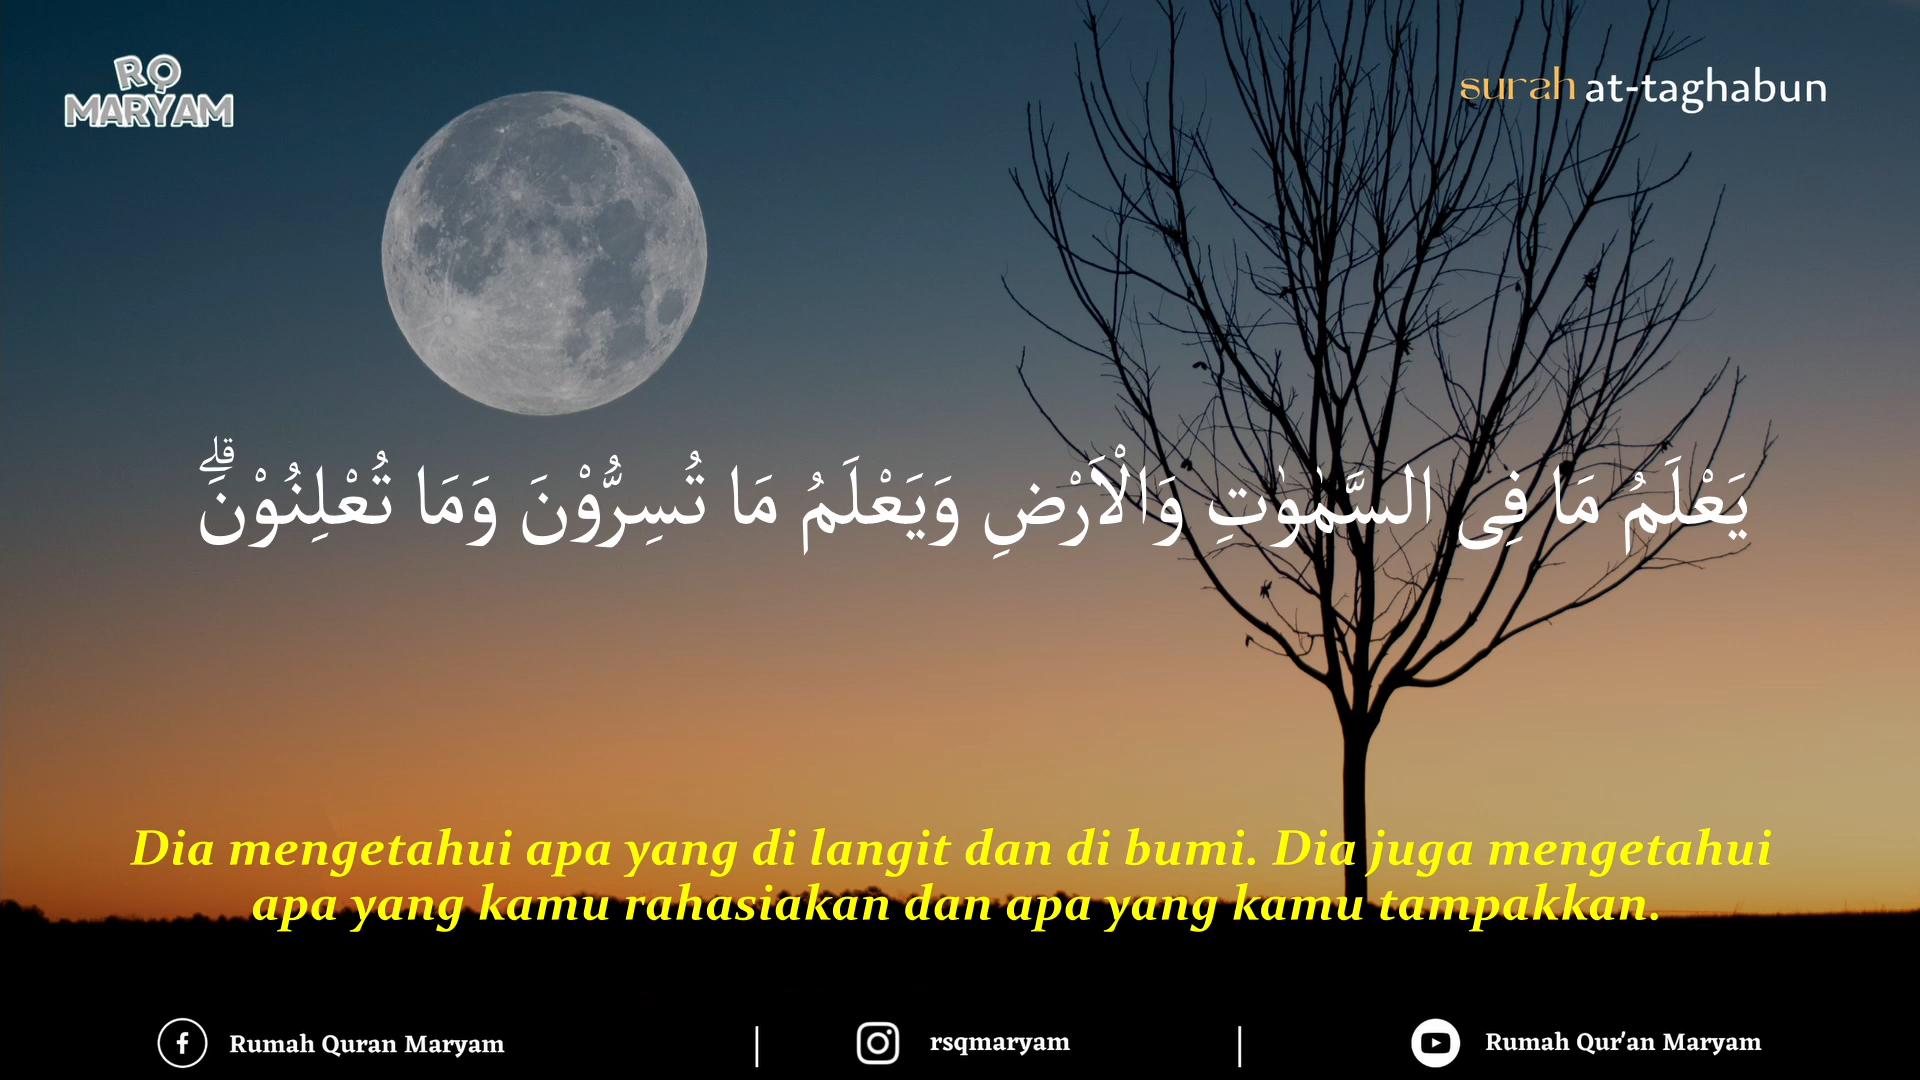 RQ
MARYAM
surah at-taghabun
يَعْلَمُ مَا فِى السَّمٰوٰتِ وَالْاَرْضِ وَيَعْلَمُ مَا تُسِرُّوْنَ وَمَا تُعْلِنُوْنَۗ
Dia mengetahui apa yang di langit dan di bumi. Dia juga mengetahui
apa yang kamu rahasiakan dan apa yang kamu tampakkan.
Rumah Quran Maryam | rsqmaryam | Rumah Qur'an Maryam